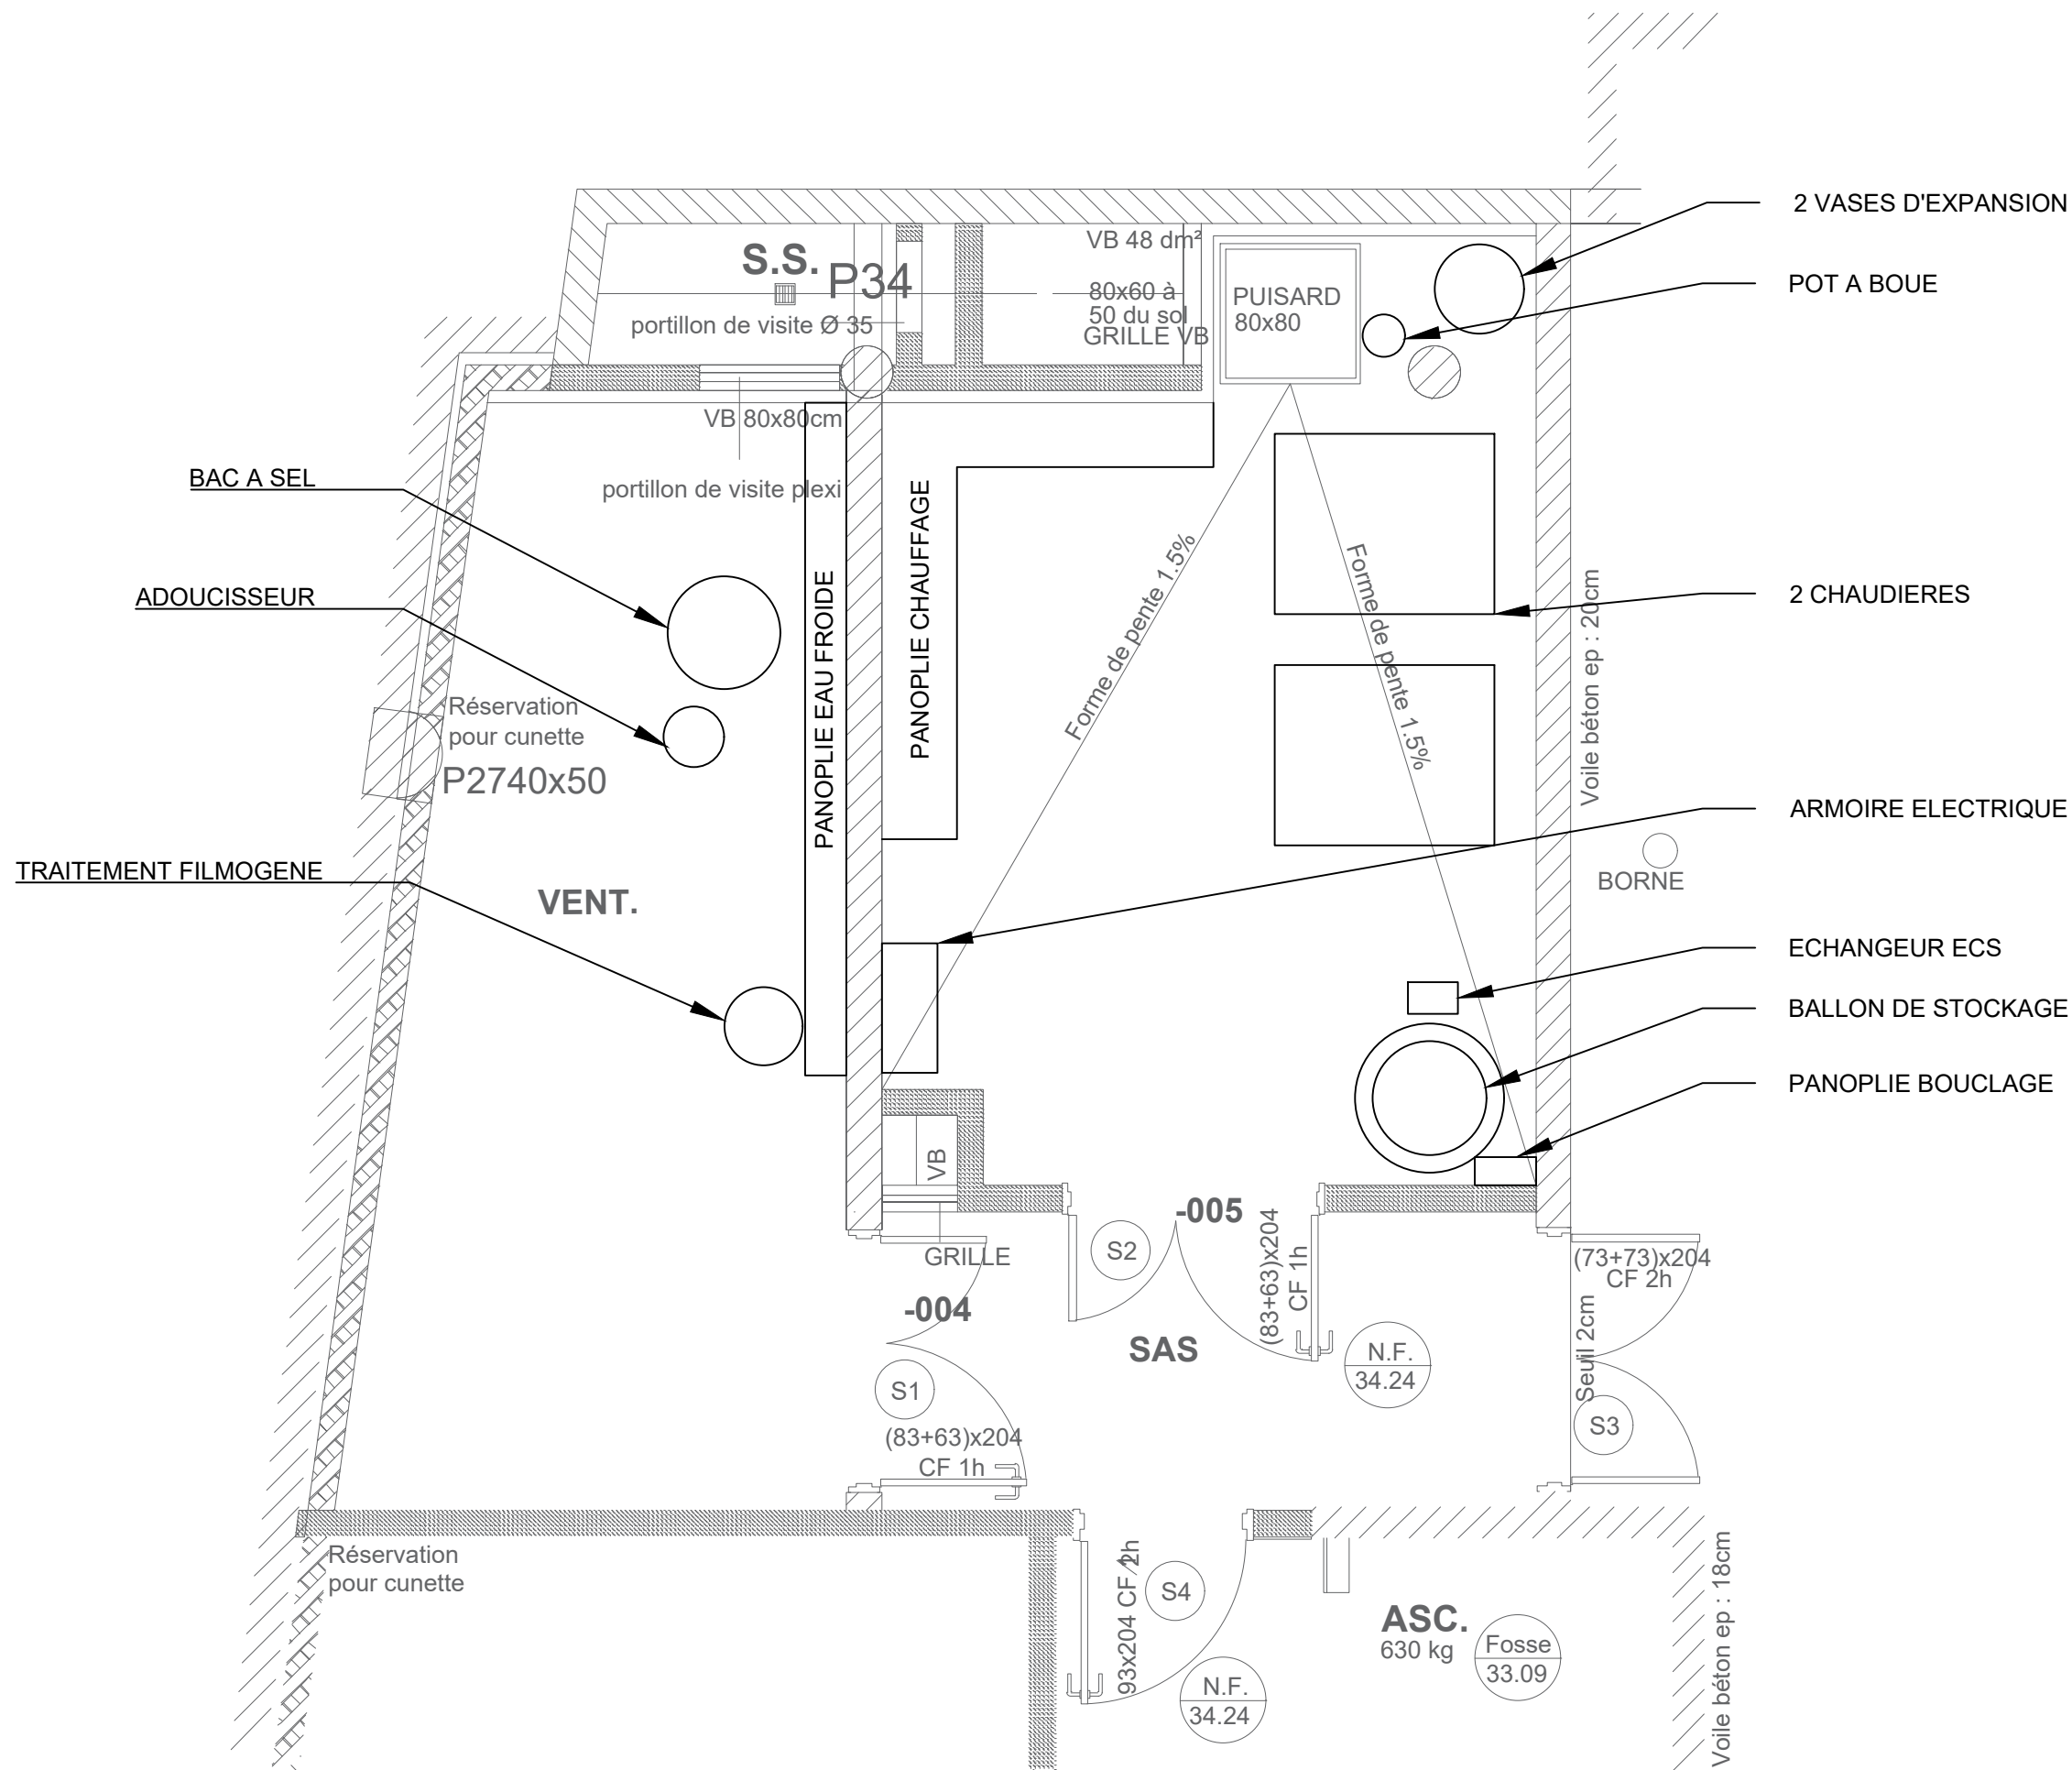 2 VASES D'EXPANSION
S.S.
P34
VB 48 dm²
80x60 à
50 du sol
GRILLE VB
PUISARD
80x80
POT A BOUE
portillon de visite Ø 35
VB 80x80cm
BAC A SEL
portillon de visite plexi
PANOPLIE EAU FROIDE
PANOPLIE CHAUFFAGE
Forme de pente 1.5%
Forme de pente 1.5%
Voile béton ep : 20cm
2 CHAUDIERES
ADOUCISSEUR
Réservation
pour cunette
P2740x50
ARMOIRE ELECTRIQUE
BORNE
TRAITEMENT FILMOGENE
VENT.
ECHANGEUR ECS
BALLON DE STOCKAGE
PANOPLIE BOUCLAGE
VB
GRILLE
-005
S2
(83+63)x204
CF 1h
(73+73)x204
CF 2h
Seuil 2cm
-004
SAS
N.F.
34.24
S1
S3
(83+63)x204
CF 1h
Réservation
pour cunette
93x204 CF 2h
S4
ASC.
630 kg
Fosse
33.09
N.F.
34.24
Voile béton ep : 18cm